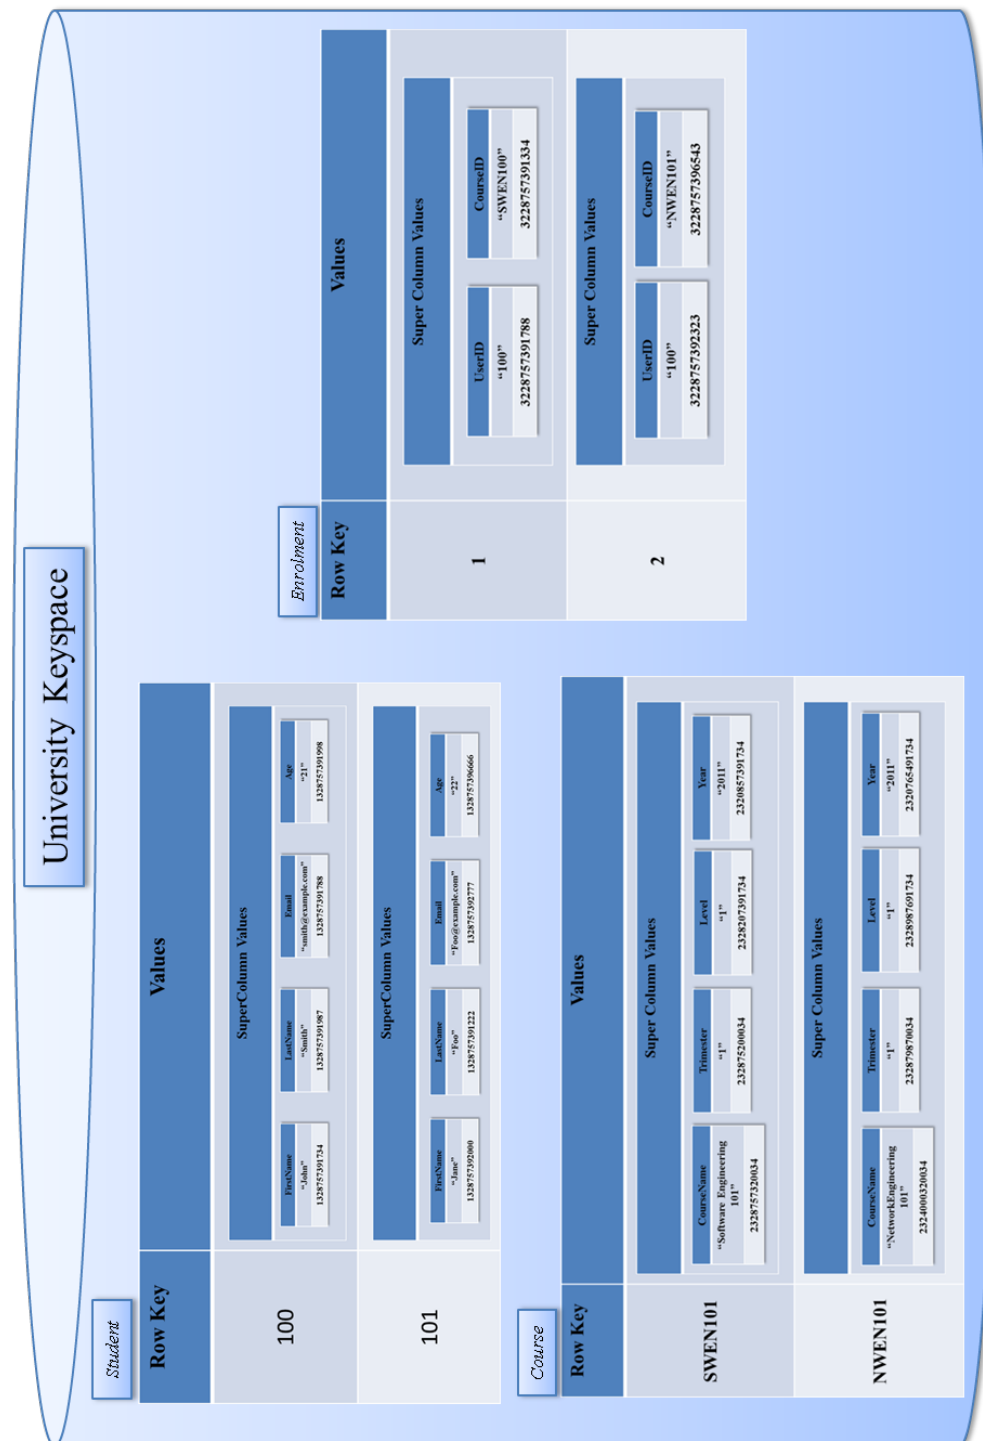 University Keyspace
Student
Row Key
Values
100
SuperColumn Values
FirstName
"John"
1328757391734
LastName
"Smith"
1328757391987
Email
"smith@example.com"
1328757391788
Age
"21"
1328757391998
101
SuperColumn Values
FirstName
"Jane"
1328757392000
LastName
"Foo"
1328757391222
Email
"Foo@example.com"
1328757392777
Age
"22"
1328757396666
Enrolment
Row Key
Values
1
Super Column Values
UserID
"100"
3228757391788
CourseID
"SWEN100"
3228757391334
2
Super Column Values
UserID
"100"
3228757392323
CourseID
"NWEN101"
3228757396543
Course
Row Key
Values
SWEN101
Super Column Values
CourseName
"Software Engineering
101"
2328757320034
Trimester
"1"
232875200034
Level
"1"
2328207391734
Year
"2011"
2320857391734
NWEN101
Super Column Values
CourseName
"NetworkEngineering
101"
2324000320034
Trimester
"1"
232879870034
Level
"1"
2328987691734
Year
"2011"
2320765491734